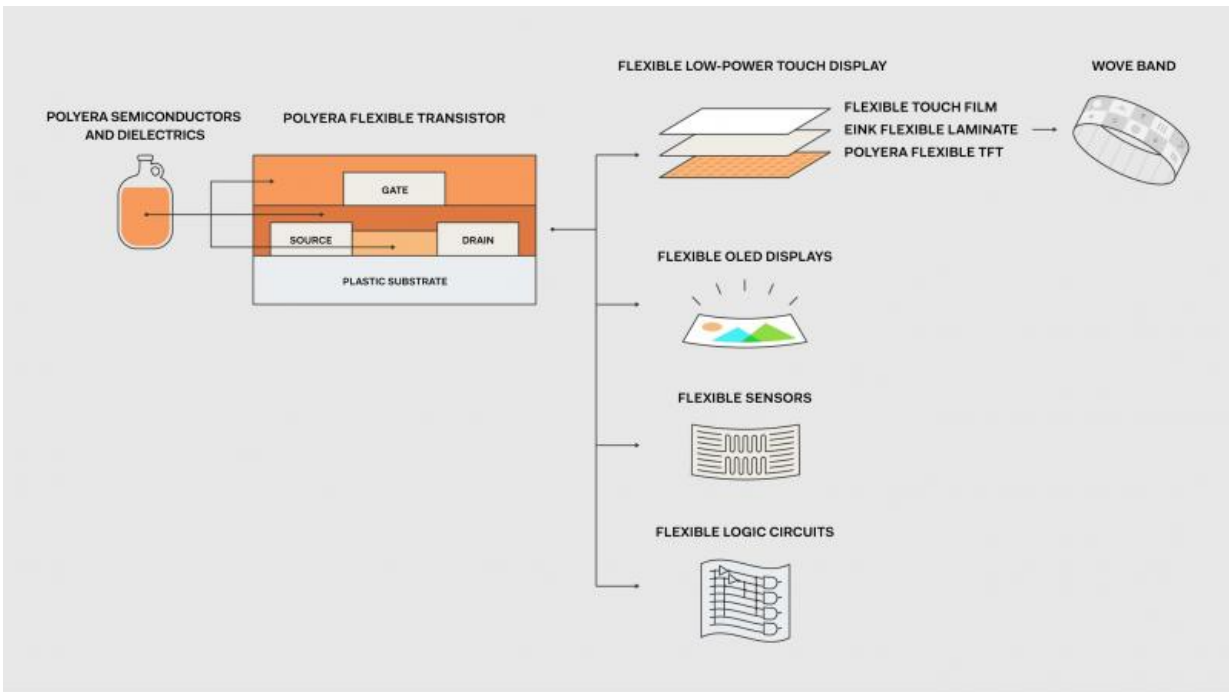 POLYERA SEMICONDUCTORS
AND DIELECTRICS
POLYERA FLEXIBLE TRANSISTOR
GATE
SOURCE
DRAIN
PLASTIC SUBSTRATE
FLEXIBLE LOW-POWER TOUCH DISPLAY
FLEXIBLE TOUCH FILM
EINK FLEXIBLE LAMINATE
POLYERA FLEXIBLE TFT
WOVE BAND
FLEXIBLE OLED DISPLAYS
FLEXIBLE SENSORS
FLEXIBLE LOGIC CIRCUITS